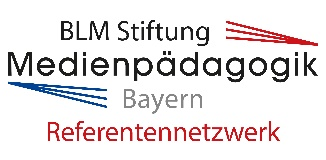 BLM Stiftung
Medienpädagogik
Bayern
Referentennetzwerk